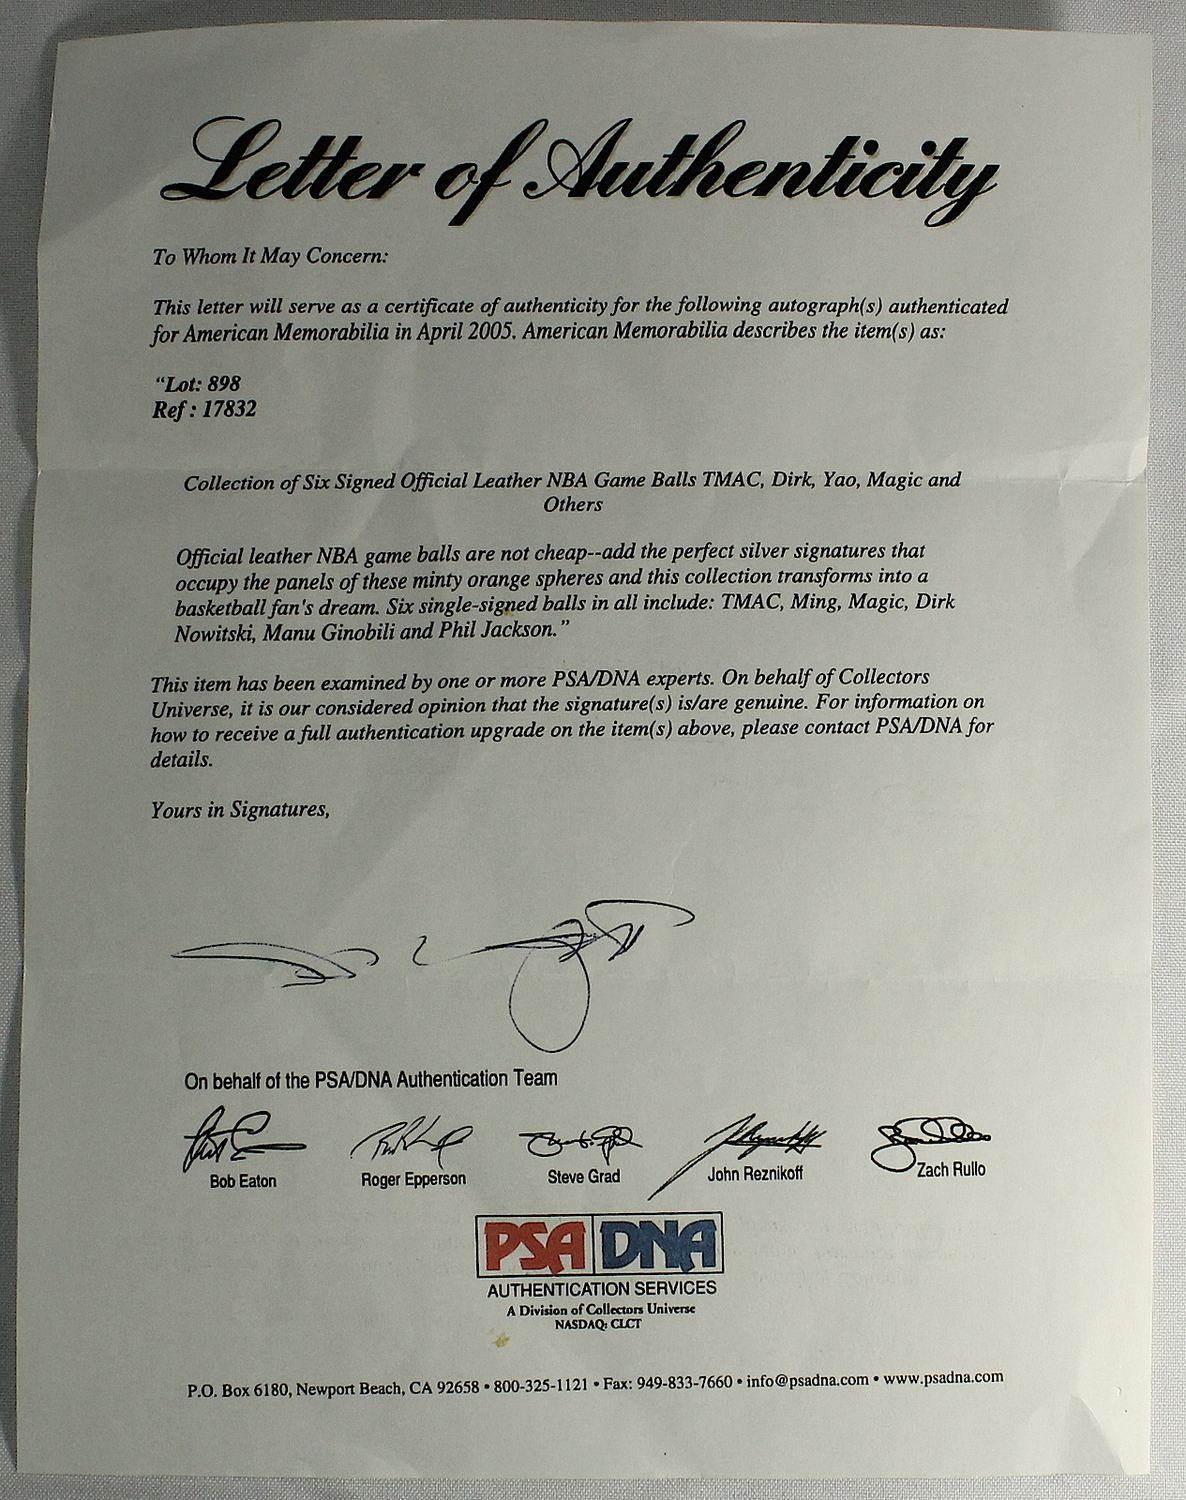 Letter of Authenticity
To Whom It May Concern:
This letter will serve as a certificate of authenticity for the following autograph(s) authenticated
for American Memorabilia in April 2005. American Memorabilia describes the item(s) as:
“Lot: 898
Ref : 17832
Collection of Six Signed Official Leather NBA Game Balls TMAC, Dirk, Yao, Magic and
Others
Official leather NBA game balls are not cheap--add the perfect silver signatures that
occupy the panels of these minty orange spheres and this collection transforms into a
basketball fan's dream. Six single-signed balls in all include: TMAC, Ming, Magic, Dirk
Nowitski, Manu Ginobili and Phil Jackson.”
This item has been examined by one or more PSA/DNA experts. On behalf of Collectors
Universe, it is our considered opinion that the signature(s) is/are genuine. For information on
how to receive a full authentication upgrade on the item(s) above, please contact PSA/DNA for
details.
Yours in Signatures,
On behalf of the PSA/DNA Authentication Team
Bob Eaton Roger Epperson Steve Grad John Reznikoff Zach Rullo
PSA DNA
AUTHENTICATION SERVICES
A Division of Collectors Universe
NASDAQ: CLCT
P.O. Box 6180, Newport Beach, CA 92658 • 800-325-1121 • Fax: 949-833-7660 • info@psadna.com • www.psadna.com